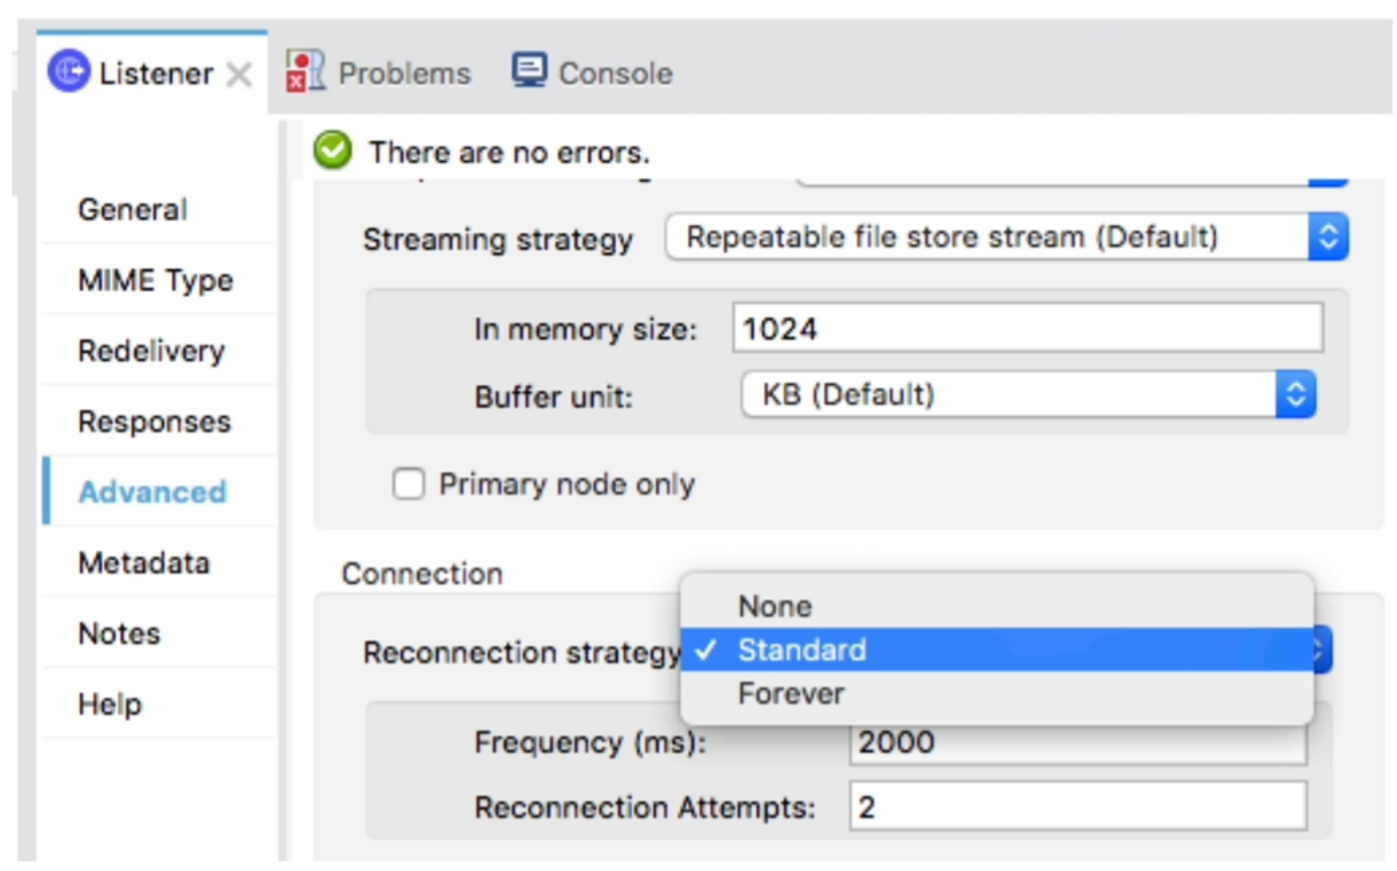 Listener Problems Console
There are no errors.
General
MIME Type
Redelivery
Responses
Advanced
Metadata
Notes
Help
Streaming strategy Repeatable file store stream (Default)
In memory size: 1024
Buffer unit: KB (Default)
Primary node only
Connection
None
Reconnection strategy Standard
Forever
Frequency (ms): 2000
Reconnection Attempts: 2